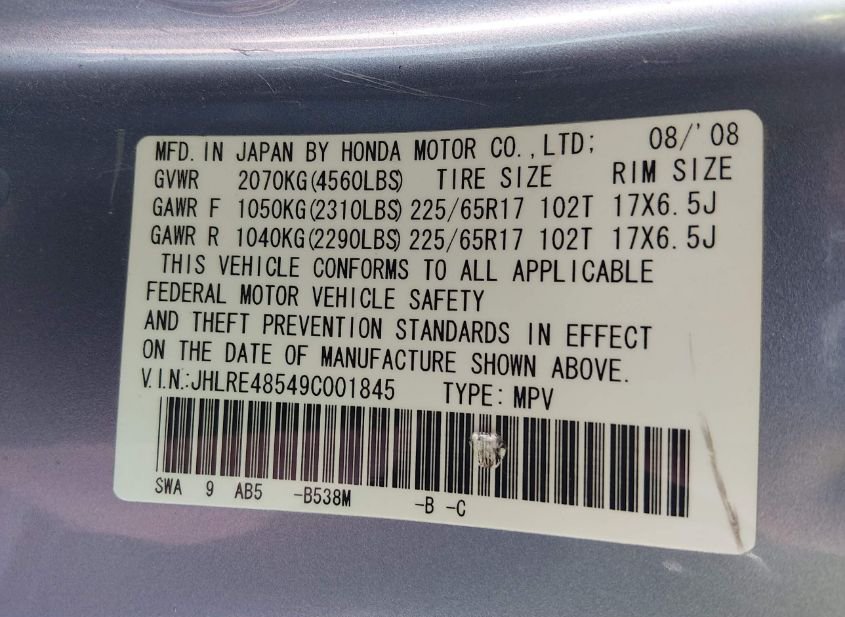 MFD. IN JAPAN BY HONDA MOTOR CO., LTD; 08/'08
GVWR 2070KG(4560LBS) TIRE SIZE RIM SIZE
GAWR F 1050KG(2310LBS) 225/65R17 102T 17X6.5J
GAWR R 1040KG(2290LBS) 225/65R17 102T 17X6.5J
THIS VEHICLE CONFORMS TO ALL APPLICABLE
FEDERAL MOTOR VEHICLE SAFETY
AND THEFT PREVENTION STANDARDS IN EFFECT
ON THE DATE OF MANUFACTURE SHOWN ABOVE.
V.I.N.:JHLRE48549C001845 TYPE: MPV
SWA 9 AB5 -B538M -B -C